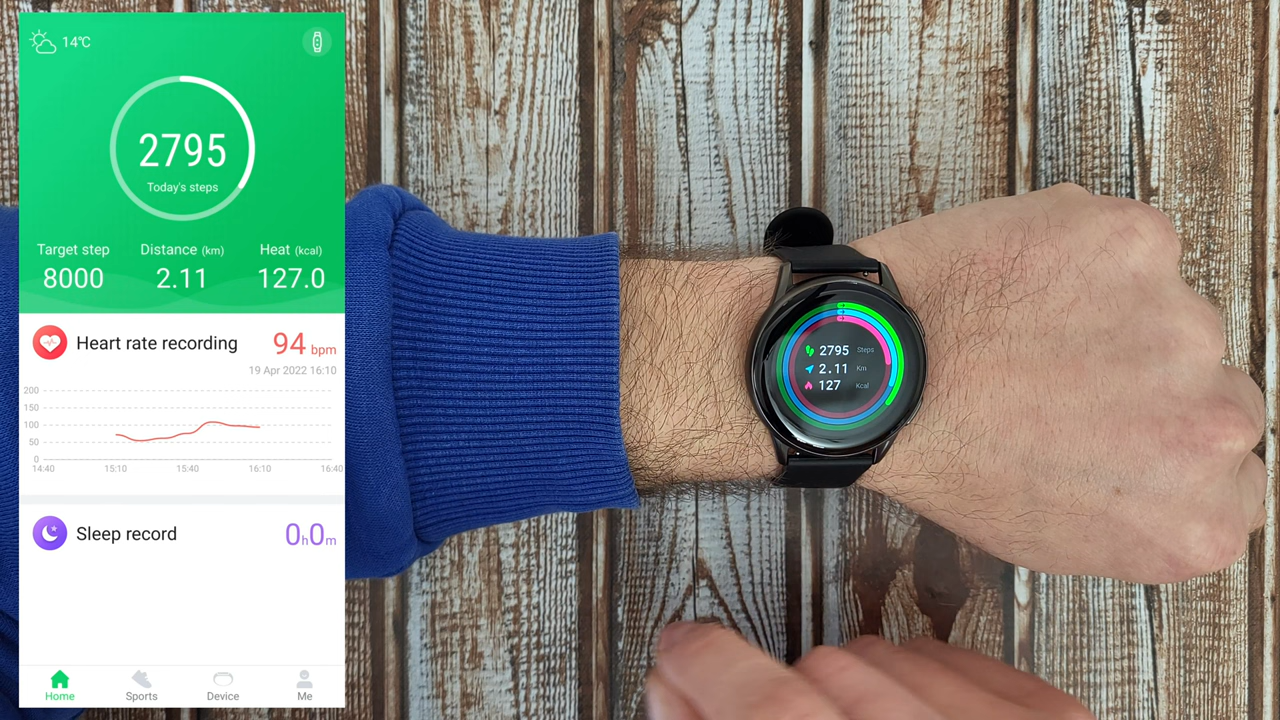 14℃
2795
Today's steps
Target step Distance (km) Heat (kcal)
8000 2.11 127.0
Heart rate recording 94 bpm
19 Apr 2022 16:10
200
150
100
50
0
14:40 15:10 15:40 16:10 16:40
Sleep record 0h0m
Home Sports Device Me
2795 Steps
2.11 Km
127 Kcal